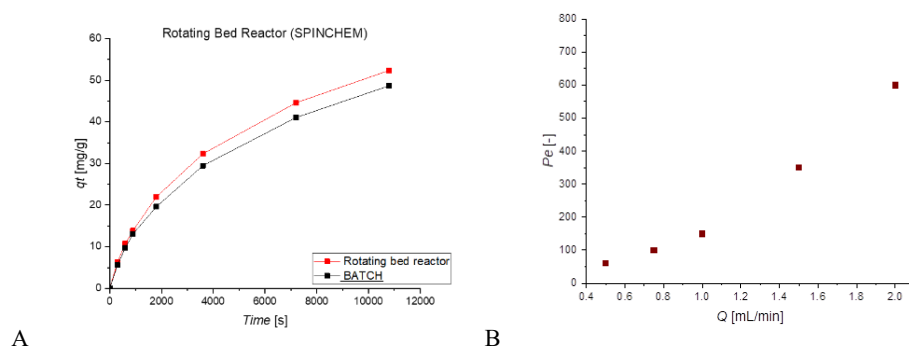 Rotating Bed Reactor (SPINCHEM)
60
50
40
30
20
10
0
qt [mg/g]
0 2000 4000 6000 8000 10000 12000
Time [s]
Rotating bed reactor
BATCH
A
800
700
600
500
400
300
200
100
0
Pe [-]
0.4 0.6 0.8 1.0 1.2 1.4 1.6 1.8 2.0
Q [mL/min]
B